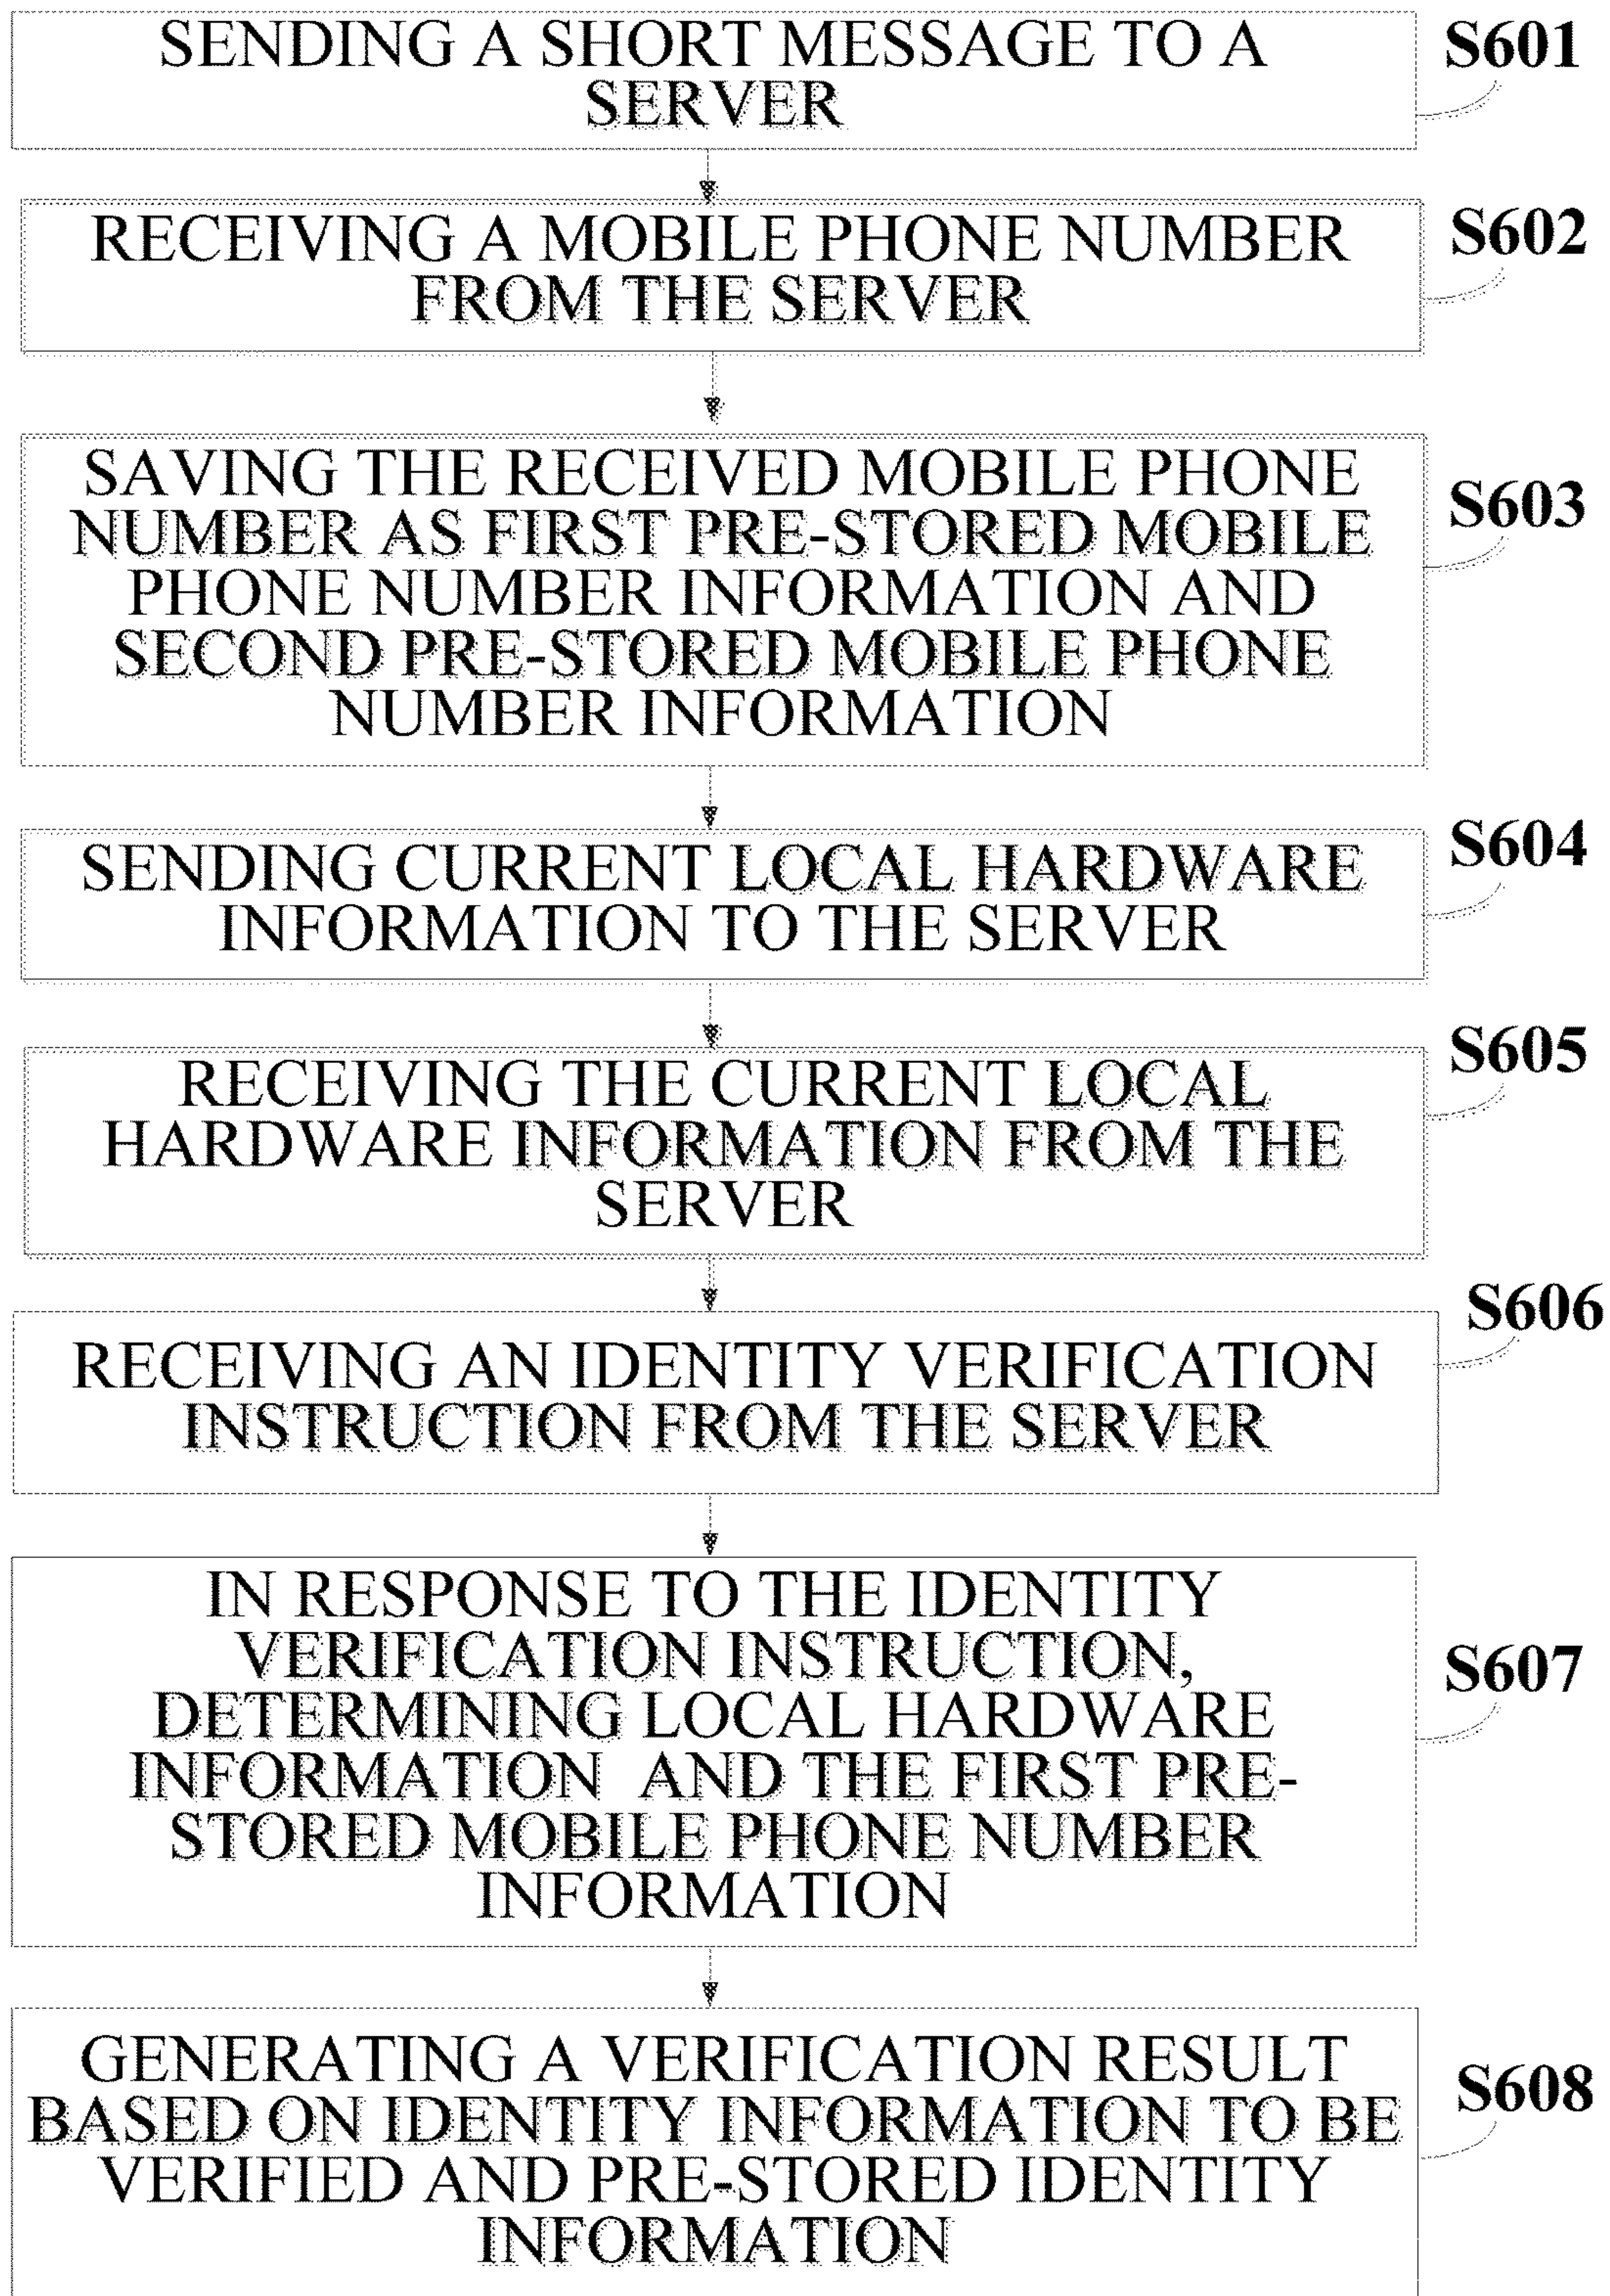 SENDING A SHORT MESSAGE TO A
SERVER
S601
RECEIVING A MOBILE PHONE NUMBER
FROM THE SERVER
S602
SAVING THE RECEIVED MOBILE PHONE
NUMBER AS FIRST PRE-STORED MOBILE
PHONE NUMBER INFORMATION AND
SECOND PRE-STORED MOBILE PHONE
NUMBER INFORMATION
S603
SENDING CURRENT LOCAL HARDWARE
INFORMATION TO THE SERVER
S604
RECEIVING THE CURRENT LOCAL
HARDWARE INFORMATION FROM THE
SERVER
S605
RECEIVING AN IDENTITY VERIFICATION
INSTRUCTION FROM THE SERVER
S606
IN RESPONSE TO THE IDENTITY
VERIFICATION INSTRUCTION,
DETERMINING LOCAL HARDWARE
INFORMATION AND THE FIRST PRE-
STORED MOBILE PHONE NUMBER
INFORMATION
S607
GENERATING A VERIFICATION RESULT
BASED ON IDENTITY INFORMATION TO BE
VERIFIED AND PRE-STORED IDENTITY
INFORMATION
S608